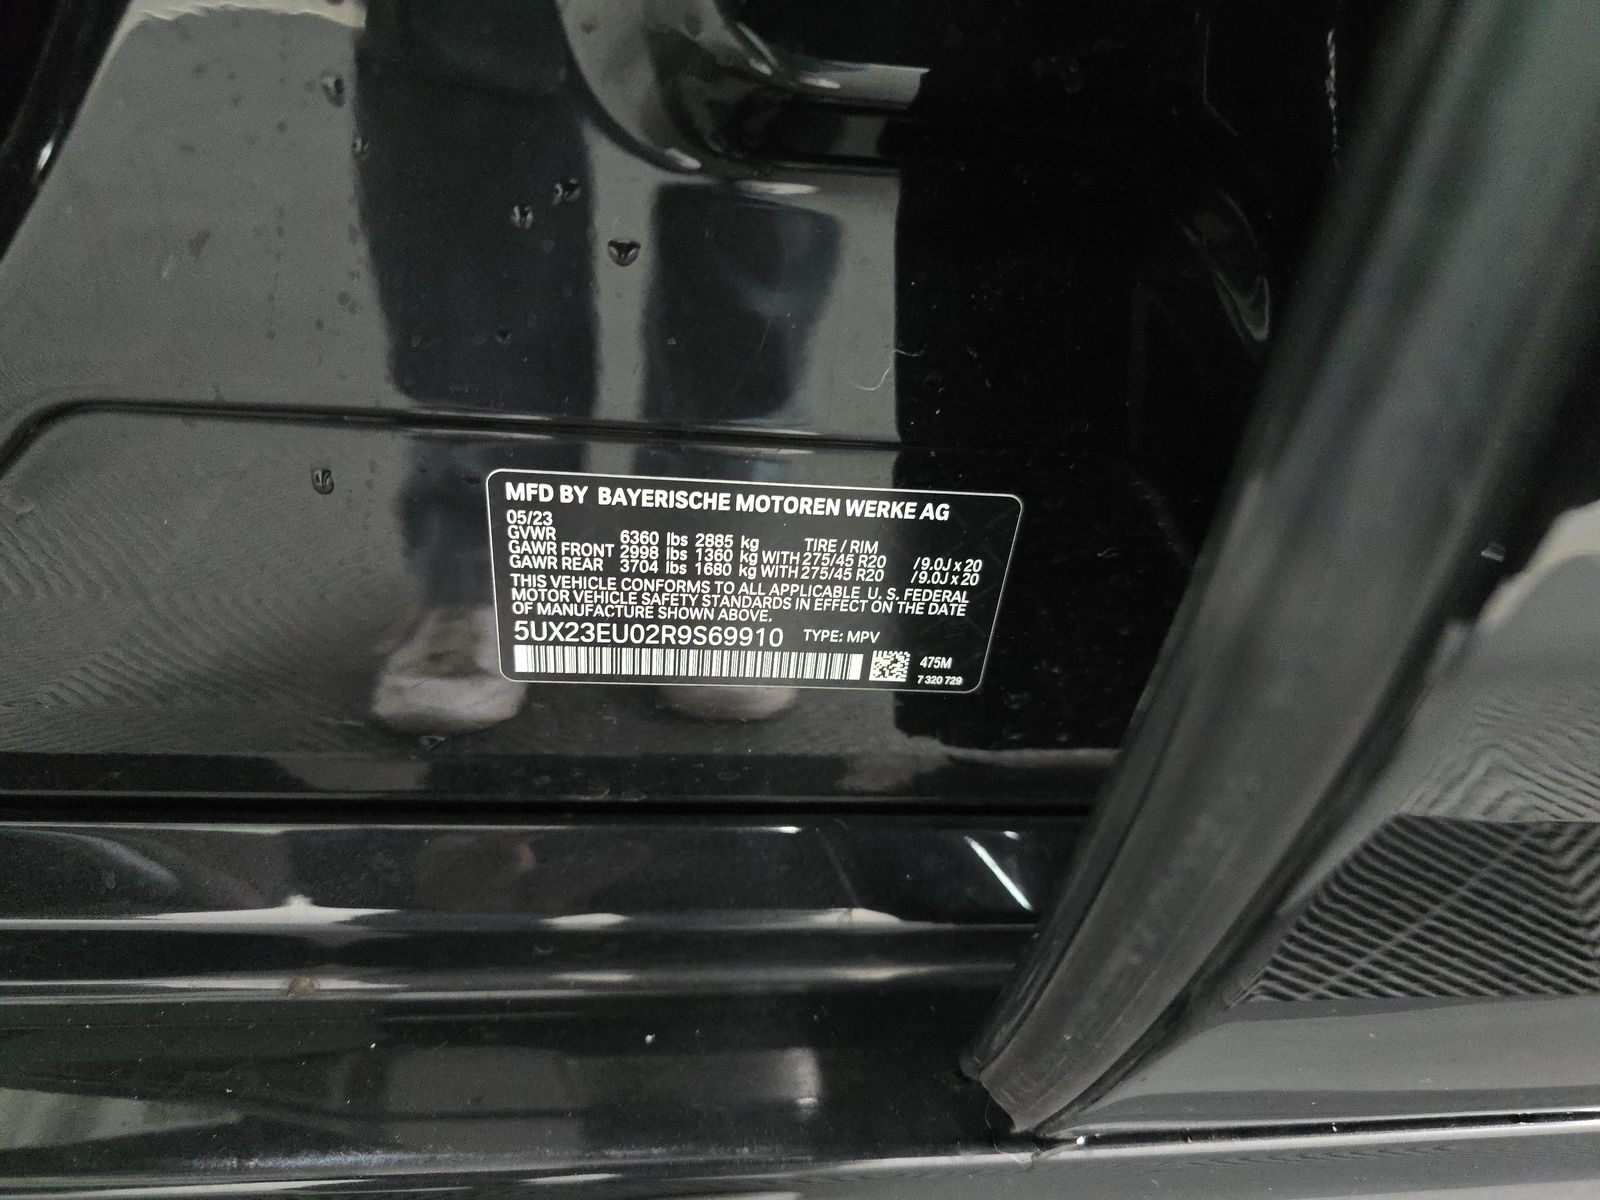 MFD BY BAYERISCHE MOTOREN WERKE AG
05/23
GVWR 6360 lbs 2885 kg TIRE / RIM
GAWR FRONT 2998 lbs 1360 kg WITH 275/45 R20 /9.0J x 20
GAWR REAR 3704 lbs 1680 kg WITH 275/45 R20 /9.0J x 20
THIS VEHICLE CONFORMS TO ALL APPLICABLE U. S. FEDERAL
MOTOR VEHICLE SAFETY STANDARDS IN EFFECT ON THE DATE
OF MANUFACTURE SHOWN ABOVE.
5UX23EU02R9S69910 TYPE: MPV
475M
7 320 729